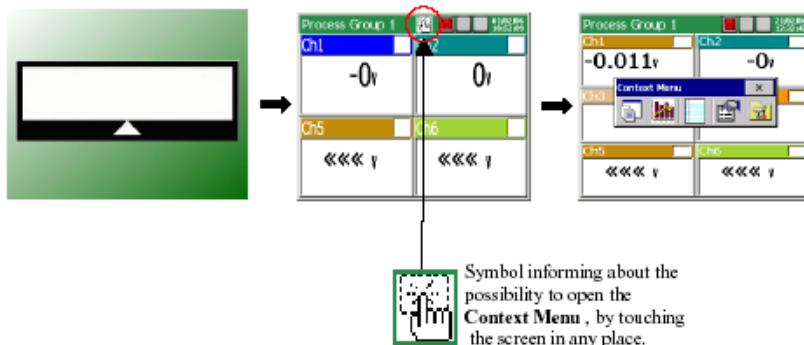 Process Group 1
Ch1
-0v
0v
Ch5
Ch6
««« v
««« v
Process Group 1
Ch1
Ch2
-0.011v
-0v
Context Menu
Ch3
Ch5
Ch6
««« v
««« v
Symbol informing about the
possibility to open the
Context Menu , by touching
the screen in any place.